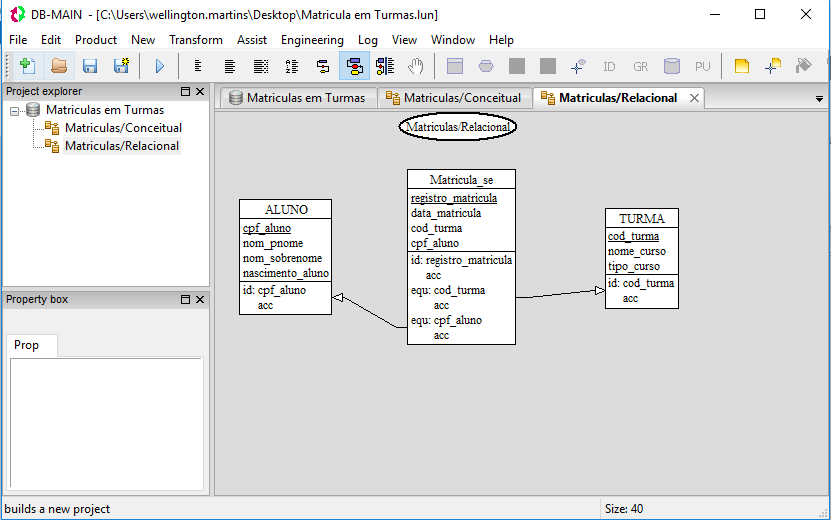 DB-MAIN - [C:\Users\wellington.martins\Desktop\Matricula em Turmas.lun]
File Edit Product New Transform Assist Engineering Log View Window Help
ID GR PU
Project explorer
Matriculas em Turmas
Matriculas/Conceitual
Matriculas/Relacional
Property box
Prop
Matriculas em Turmas Matriculas/Conceitual Matriculas/Relacional
Matriculas/Relacional
ALUNO
cpf_aluno
nom_pnome
nom_sobrenome
nascimento_aluno
id: cpf_aluno
acc
Matricula_se
registro_matricula
data_matricula
cod_turma
cpf_aluno
id: registro_matricula
acc
equ: cod_turma
acc
equ: cpf_aluno
acc
TURMA
cod_turma
nome_curso
tipo_curso
id: cod_turma
acc
builds a new project
Size: 40